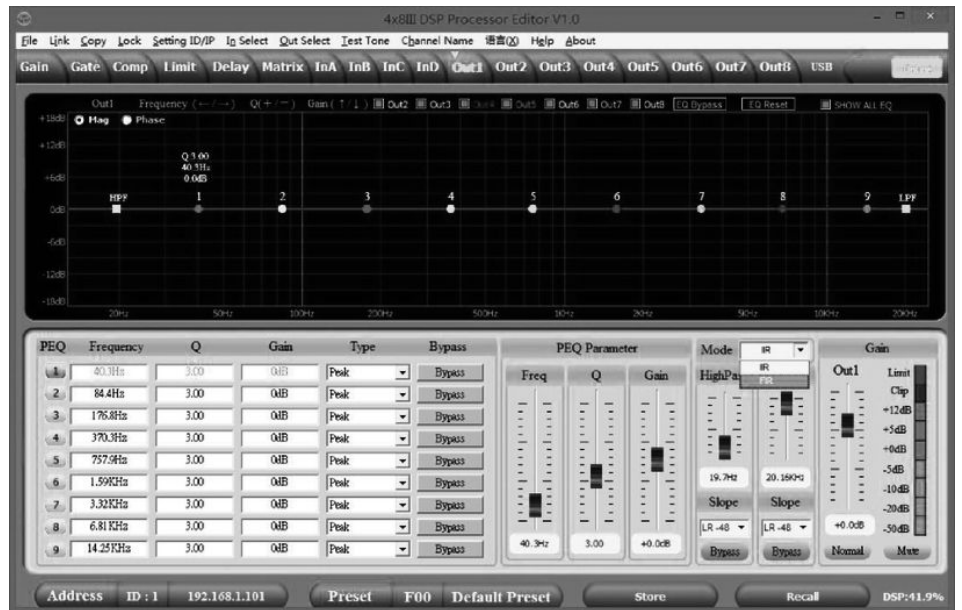 4x8III DSP Processor Editor V1.0
File Link Copy Lock Setting ID/IP In Select Out Select Test Tone Channel Name 语言(X) Help About
Gain Gate Comp Limit Delay Matrix InA InB InC InD Out1 Out2 Out3 Out4 Out5 Out6 Out7 Out8 USB
Out1 Frequency (←/→) Q(+/−) Gain(↑/↓) Out2 Out3 Out4 Out5 Out6 Out7 Out8 EQ Bypass EQ Reset SHOW ALL EQ
+18dB Mag Phase
+12dB
Q 3.00
40.3Hz
+6dB 0.0dB
HPF 1 2 3 4 5 6 7 8 9 LPF
0dB
-6dB
-12dB
-18dB
20Hz 50Hz 100Hz 200Hz 500Hz 1KHz 2KHz 5KHz 10KHz 20KHz
PEQ Frequency Q Gain Type Bypass
1 40.3Hz 3.00 0dB Peak Bypass
2 84.4Hz 3.00 0dB Peak Bypass
3 176.8Hz 3.00 0dB Peak Bypass
4 370.3Hz 3.00 0dB Peak Bypass
5 757.9Hz 3.00 0dB Peak Bypass
6 1.59KHz 3.00 0dB Peak Bypass
7 3.32KHz 3.00 0dB Peak Bypass
8 6.81KHz 3.00 0dB Peak Bypass
9 14.25KHz 3.00 0dB Peak Bypass
PEQ Parameter
Freq Q Gain
40.3Hz 3.00 +0.0dB
Mode IIR
IIR
FIR
HighPa
19.7Hz 20.16KHz
Slope Slope
LR-48 LR-48
Bypass Bypass
Gain
Out1 Limit
Clip
+12dB
+5dB
+0dB
-5dB
-10dB
-20dB
+0.0dB -50dB
Normal Mute
Address ID : 1 192.168.1.101 Preset F00 Default Preset Store Recall DSP:41.9%